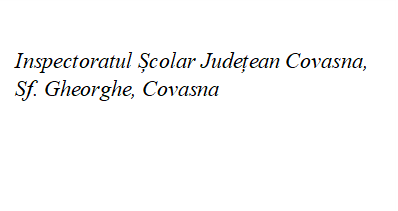 Inspectoratul Școlar Județean Covasna,
Sf. Gheorghe, Covasna